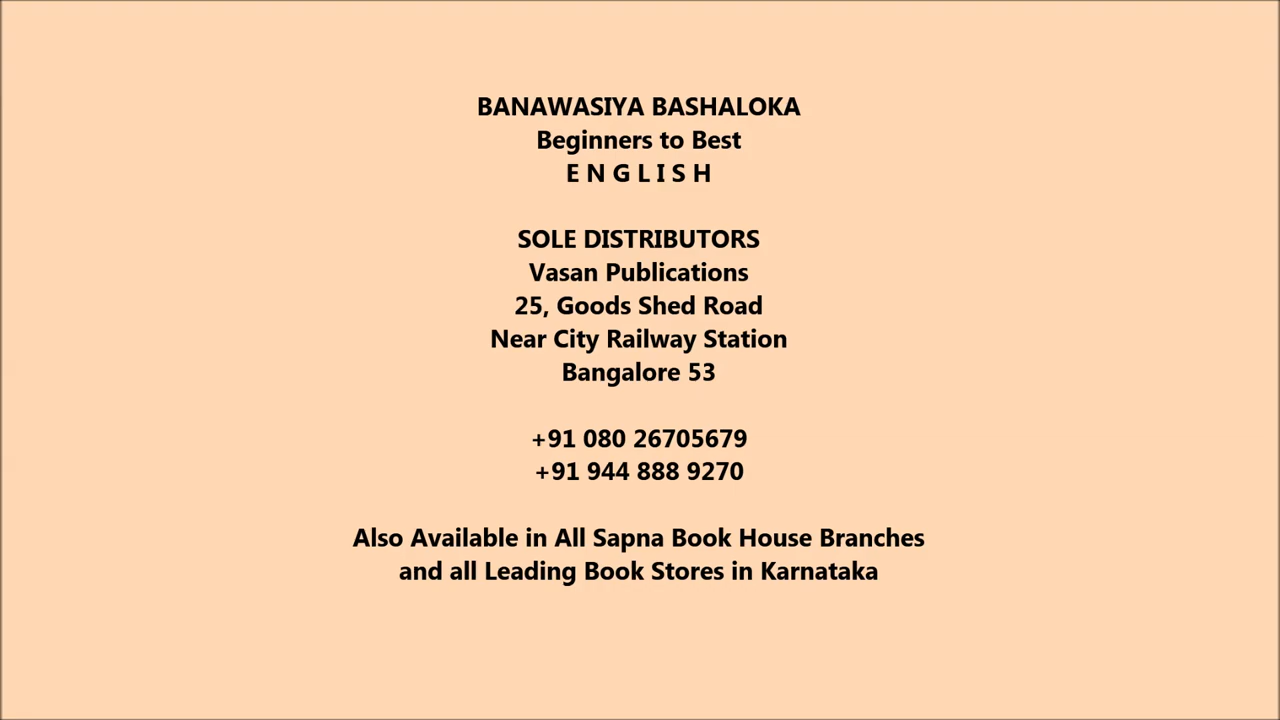 BANAWASIYA BASHALOKA
Beginners to Best
E N G L I S H
SOLE DISTRIBUTORS
Vasan Publications
25, Goods Shed Road
Near City Railway Station
Bangalore 53
+91 080 26705679
+91 944 888 9270
Also Available in All Sapna Book House Branches
and all Leading Book Stores in Karnataka